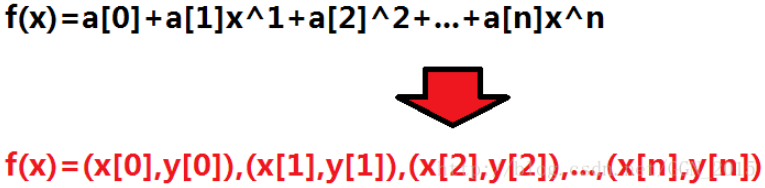 f(x)=a[0]+a[1]x^1+a[2]^2+...+a[n]x^n
f(x)=(x[0],y[0]),(x[1],y[1]),(x[2],y[2]),...,(x[n],y[n])